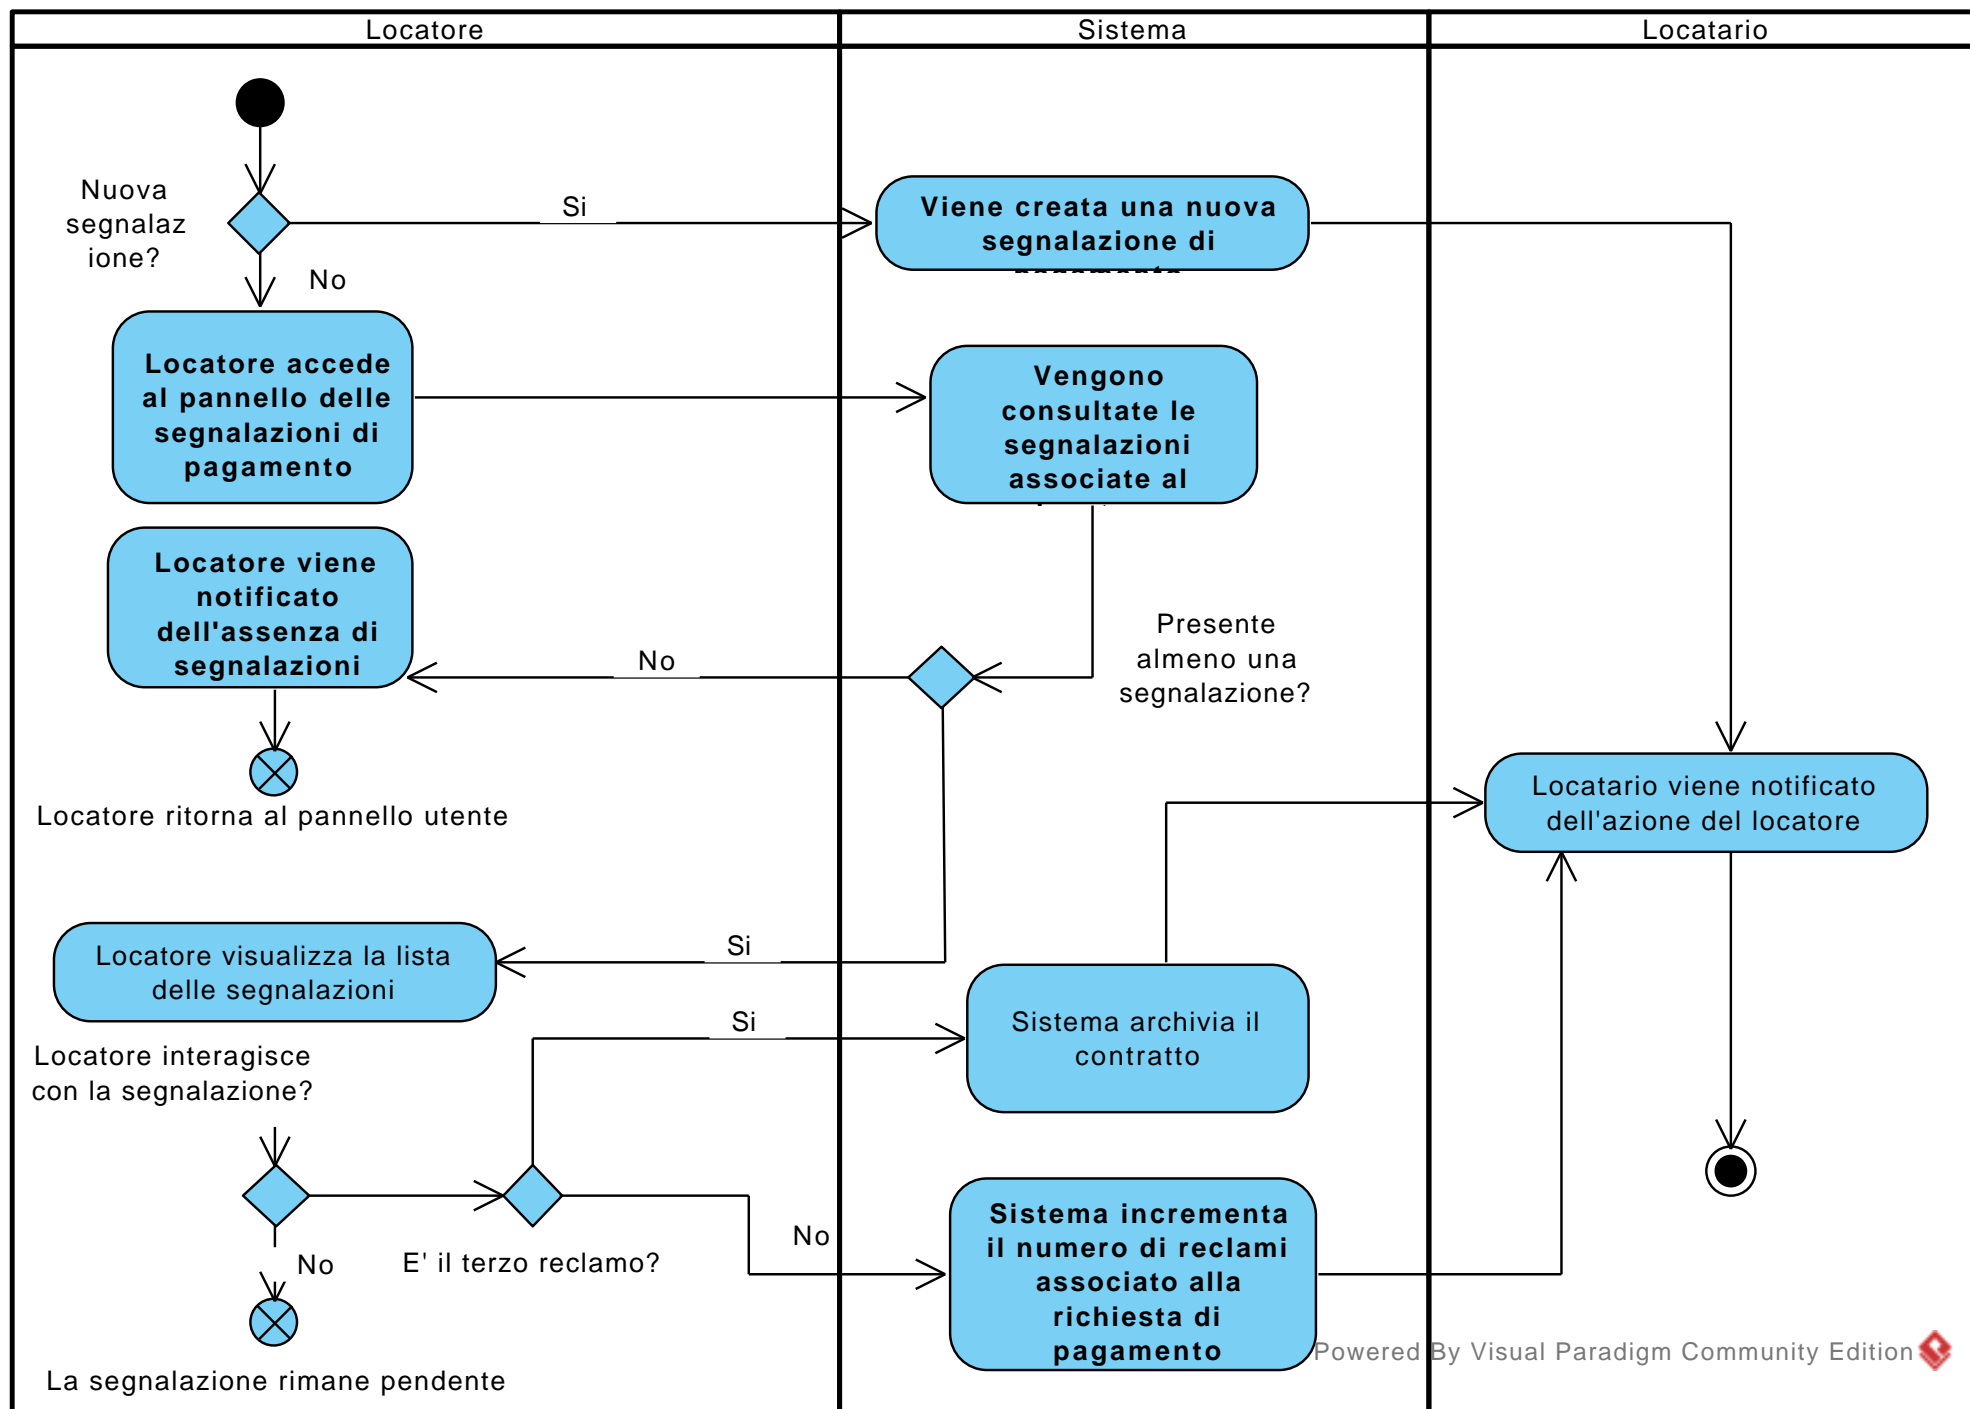 Locatore
Sistema
Locatario
Nuova
segnalaz
ione?
Si
No
Viene creata una nuova
segnalazione di
Locatore accede
al pannello delle
segnalazioni di
pagamento
Vengono
consultate le
segnalazioni
associate al
Locatore viene
notificato
dell'assenza di
segnalazioni
No
Presente
almeno una
segnalazione?
Locatore ritorna al pannello utente
Locatario viene notificato
dell'azione del locatore
Si
Locatore visualizza la lista
delle segnalazioni
Si
Sistema archivia il
contratto
Locatore interagisce
con la segnalazione?
No
E' il terzo reclamo?
No
Sistema incrementa
il numero di reclami
associato alla
richiesta di
pagamento
La segnalazione rimane pendente
Powered By Visual Paradigm Community Edition